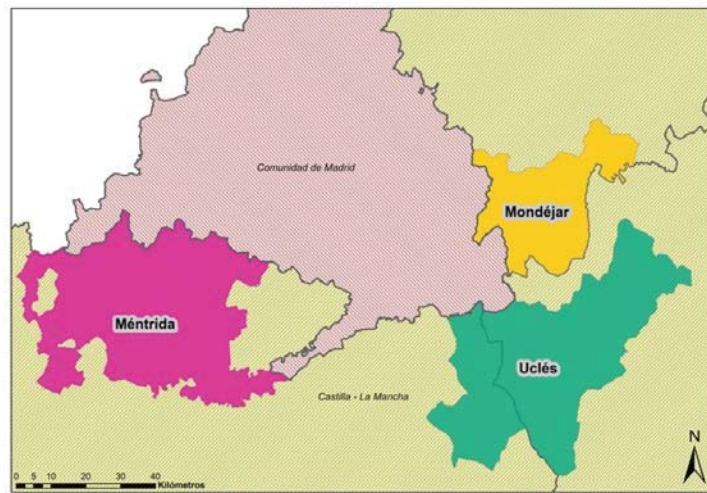 Comunidad de Madrid
Mondéjar
Méntrida
Uclés
Castilla - La Mancha
N
0 5 10 20 30 40
Kilómetros